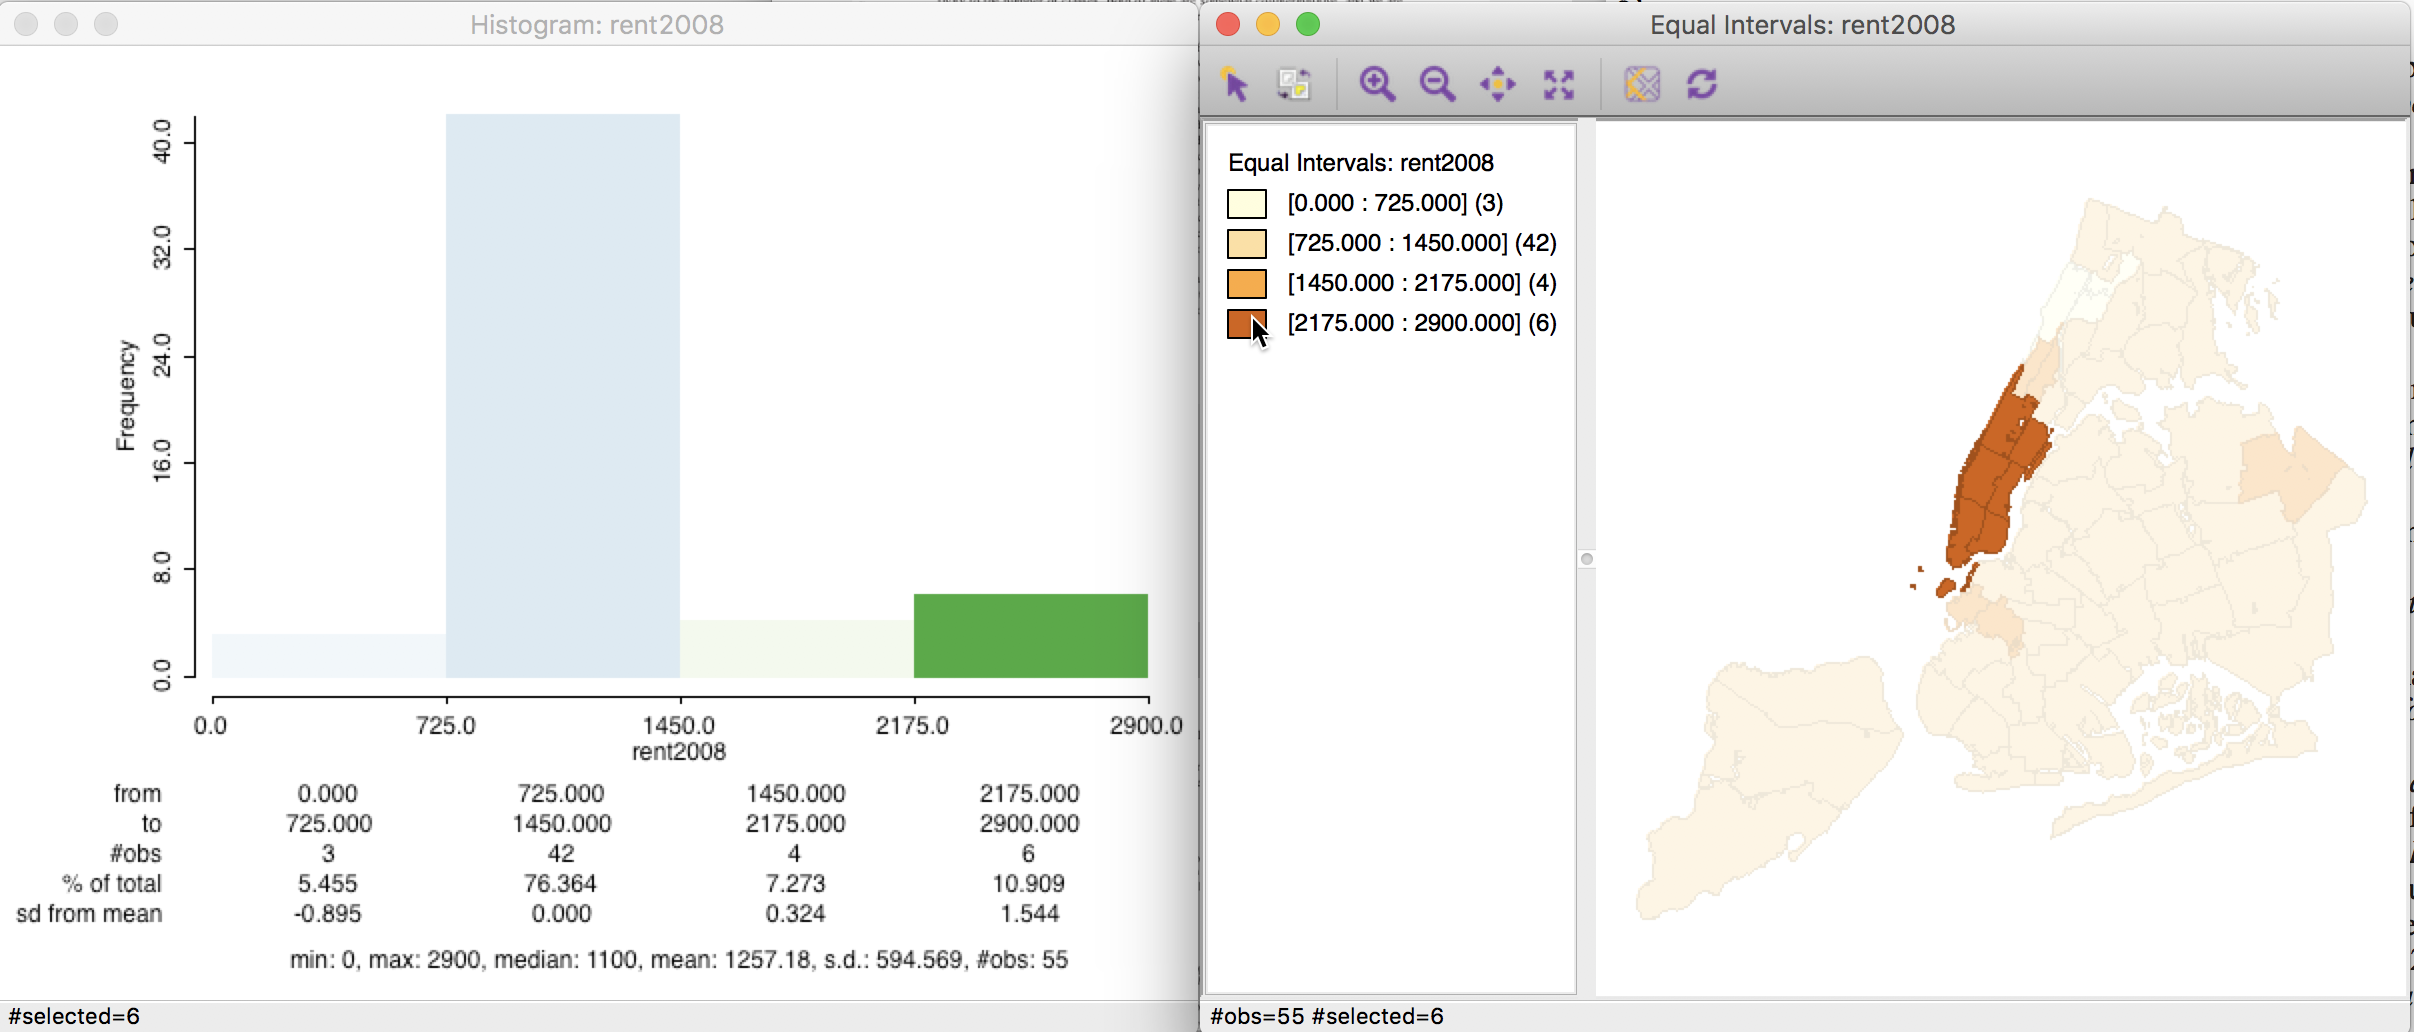 Histogram: rent2008
40.0
32.0
24.0
16.0
8.0
0.0
Frequency
0.0 725.0 1450.0 2175.0 2900.0
rent2008
from 0.000 725.000 1450.000 2175.000
to 725.000 1450.000 2175.000 2900.000
#obs 3 42 4 6
% of total 5.455 76.364 7.273 10.909
sd from mean -0.895 0.000 0.324 1.544
min: 0, max: 2900, median: 1100, mean: 1257.18, s.d.: 594.569, #obs: 55
#selected=6
Equal Intervals: rent2008
Equal Intervals: rent2008
[0.000 : 725.000] (3)
[725.000 : 1450.000] (42)
[1450.000 : 2175.000] (4)
[2175.000 : 2900.000] (6)
#obs=55 #selected=6